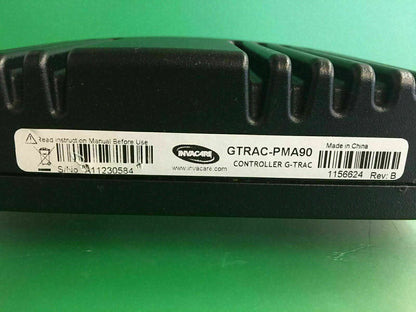 Read Instruction Manual Before Use
S/No. A11230584
INVACARE
www.invacare.com
GTRAC-PMA90
CONTROLLER G-TRAC
Made in China
1156624 Rev: B